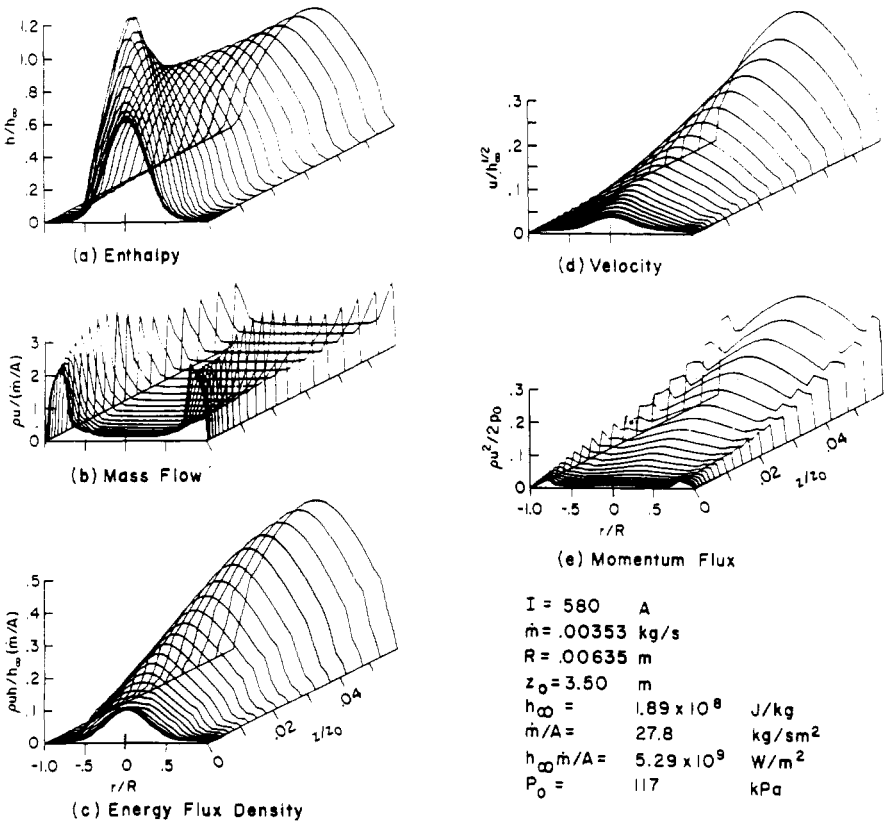 h/h∞
1.2
1.0
.8
.6
.4
.2
0
-1.0
-.5
0
(a) Enthalpy
ρu/(ṁ/A)
3
2
1
0
(b) Mass Flow
ρuh/h∞(ṁ/A)
.5
.4
.3
.2
.1
0
-1.0
-.5
0
.5
r/R
0
.02
.04
z/z₀
(c) Energy Flux Density
u/h∞^1/2
.3
.2
.1
0
(d) Velocity
ρu²/2p₀
.3
.2
.1
0
-1.0
-.5
0
.5
r/R
0
.02
.04
z/z₀
(e) Momentum Flux
I = 580 A
ṁ = .00353 kg/s
R = .00635 m
z₀ = 3.50 m
h∞ = 1.89 x 10⁸ J/kg
ṁ/A = 27.8 kg/sm²
h∞ṁ/A = 5.29 x 10⁹ W/m²
P₀ = 117 kPa